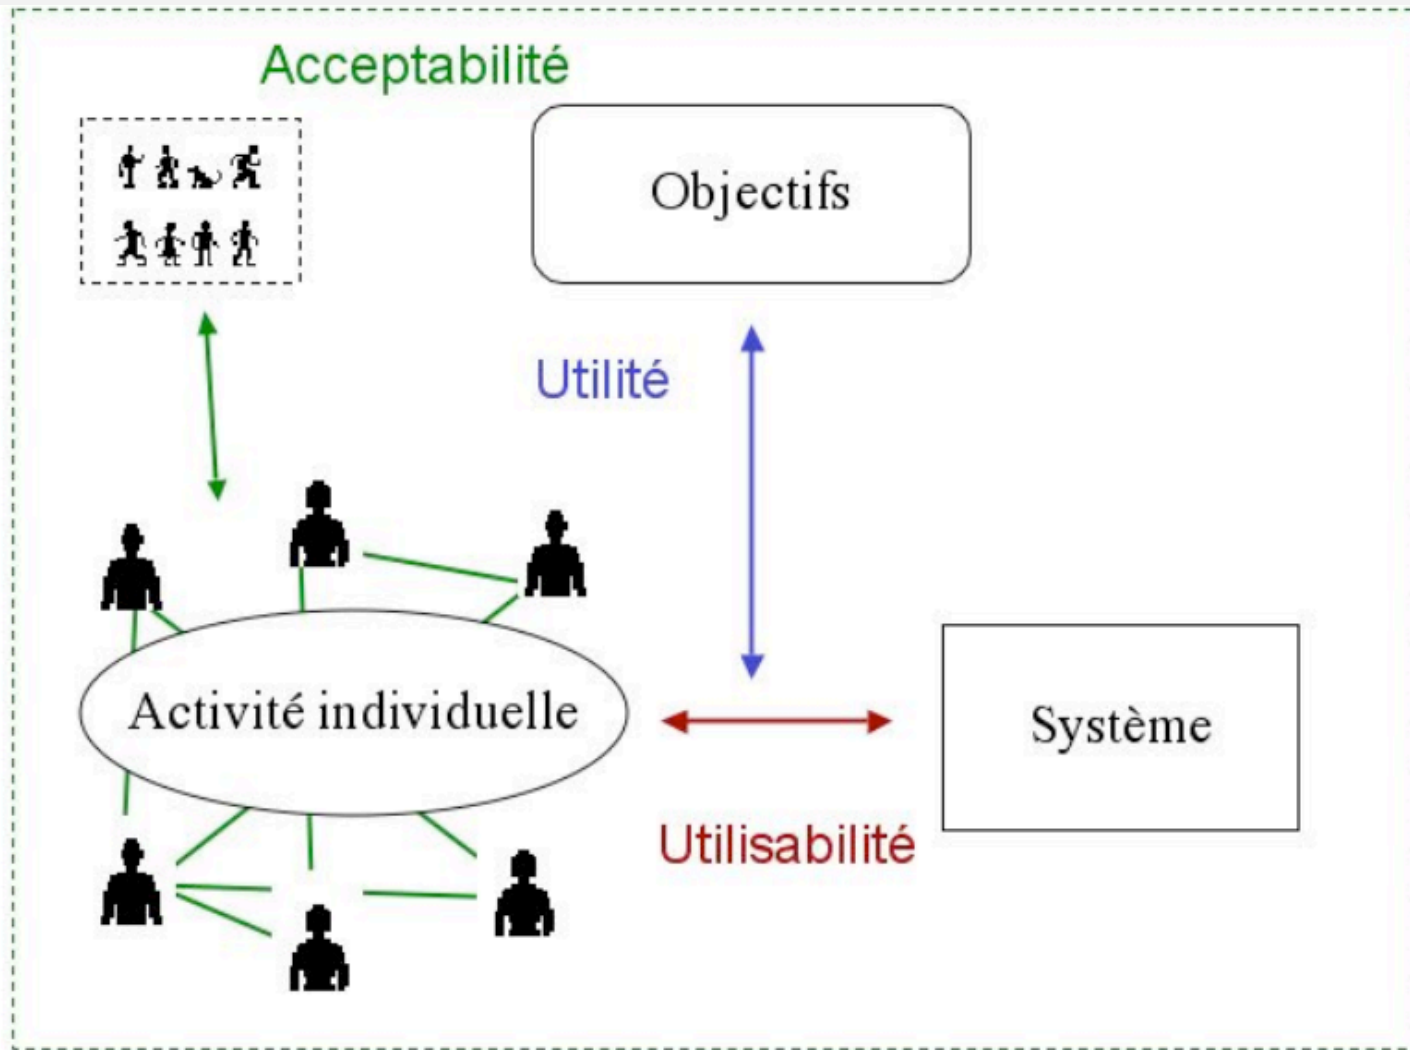 Acceptabilité
Objectifs
Utilité
Activité individuelle
Système
Utilisabilité